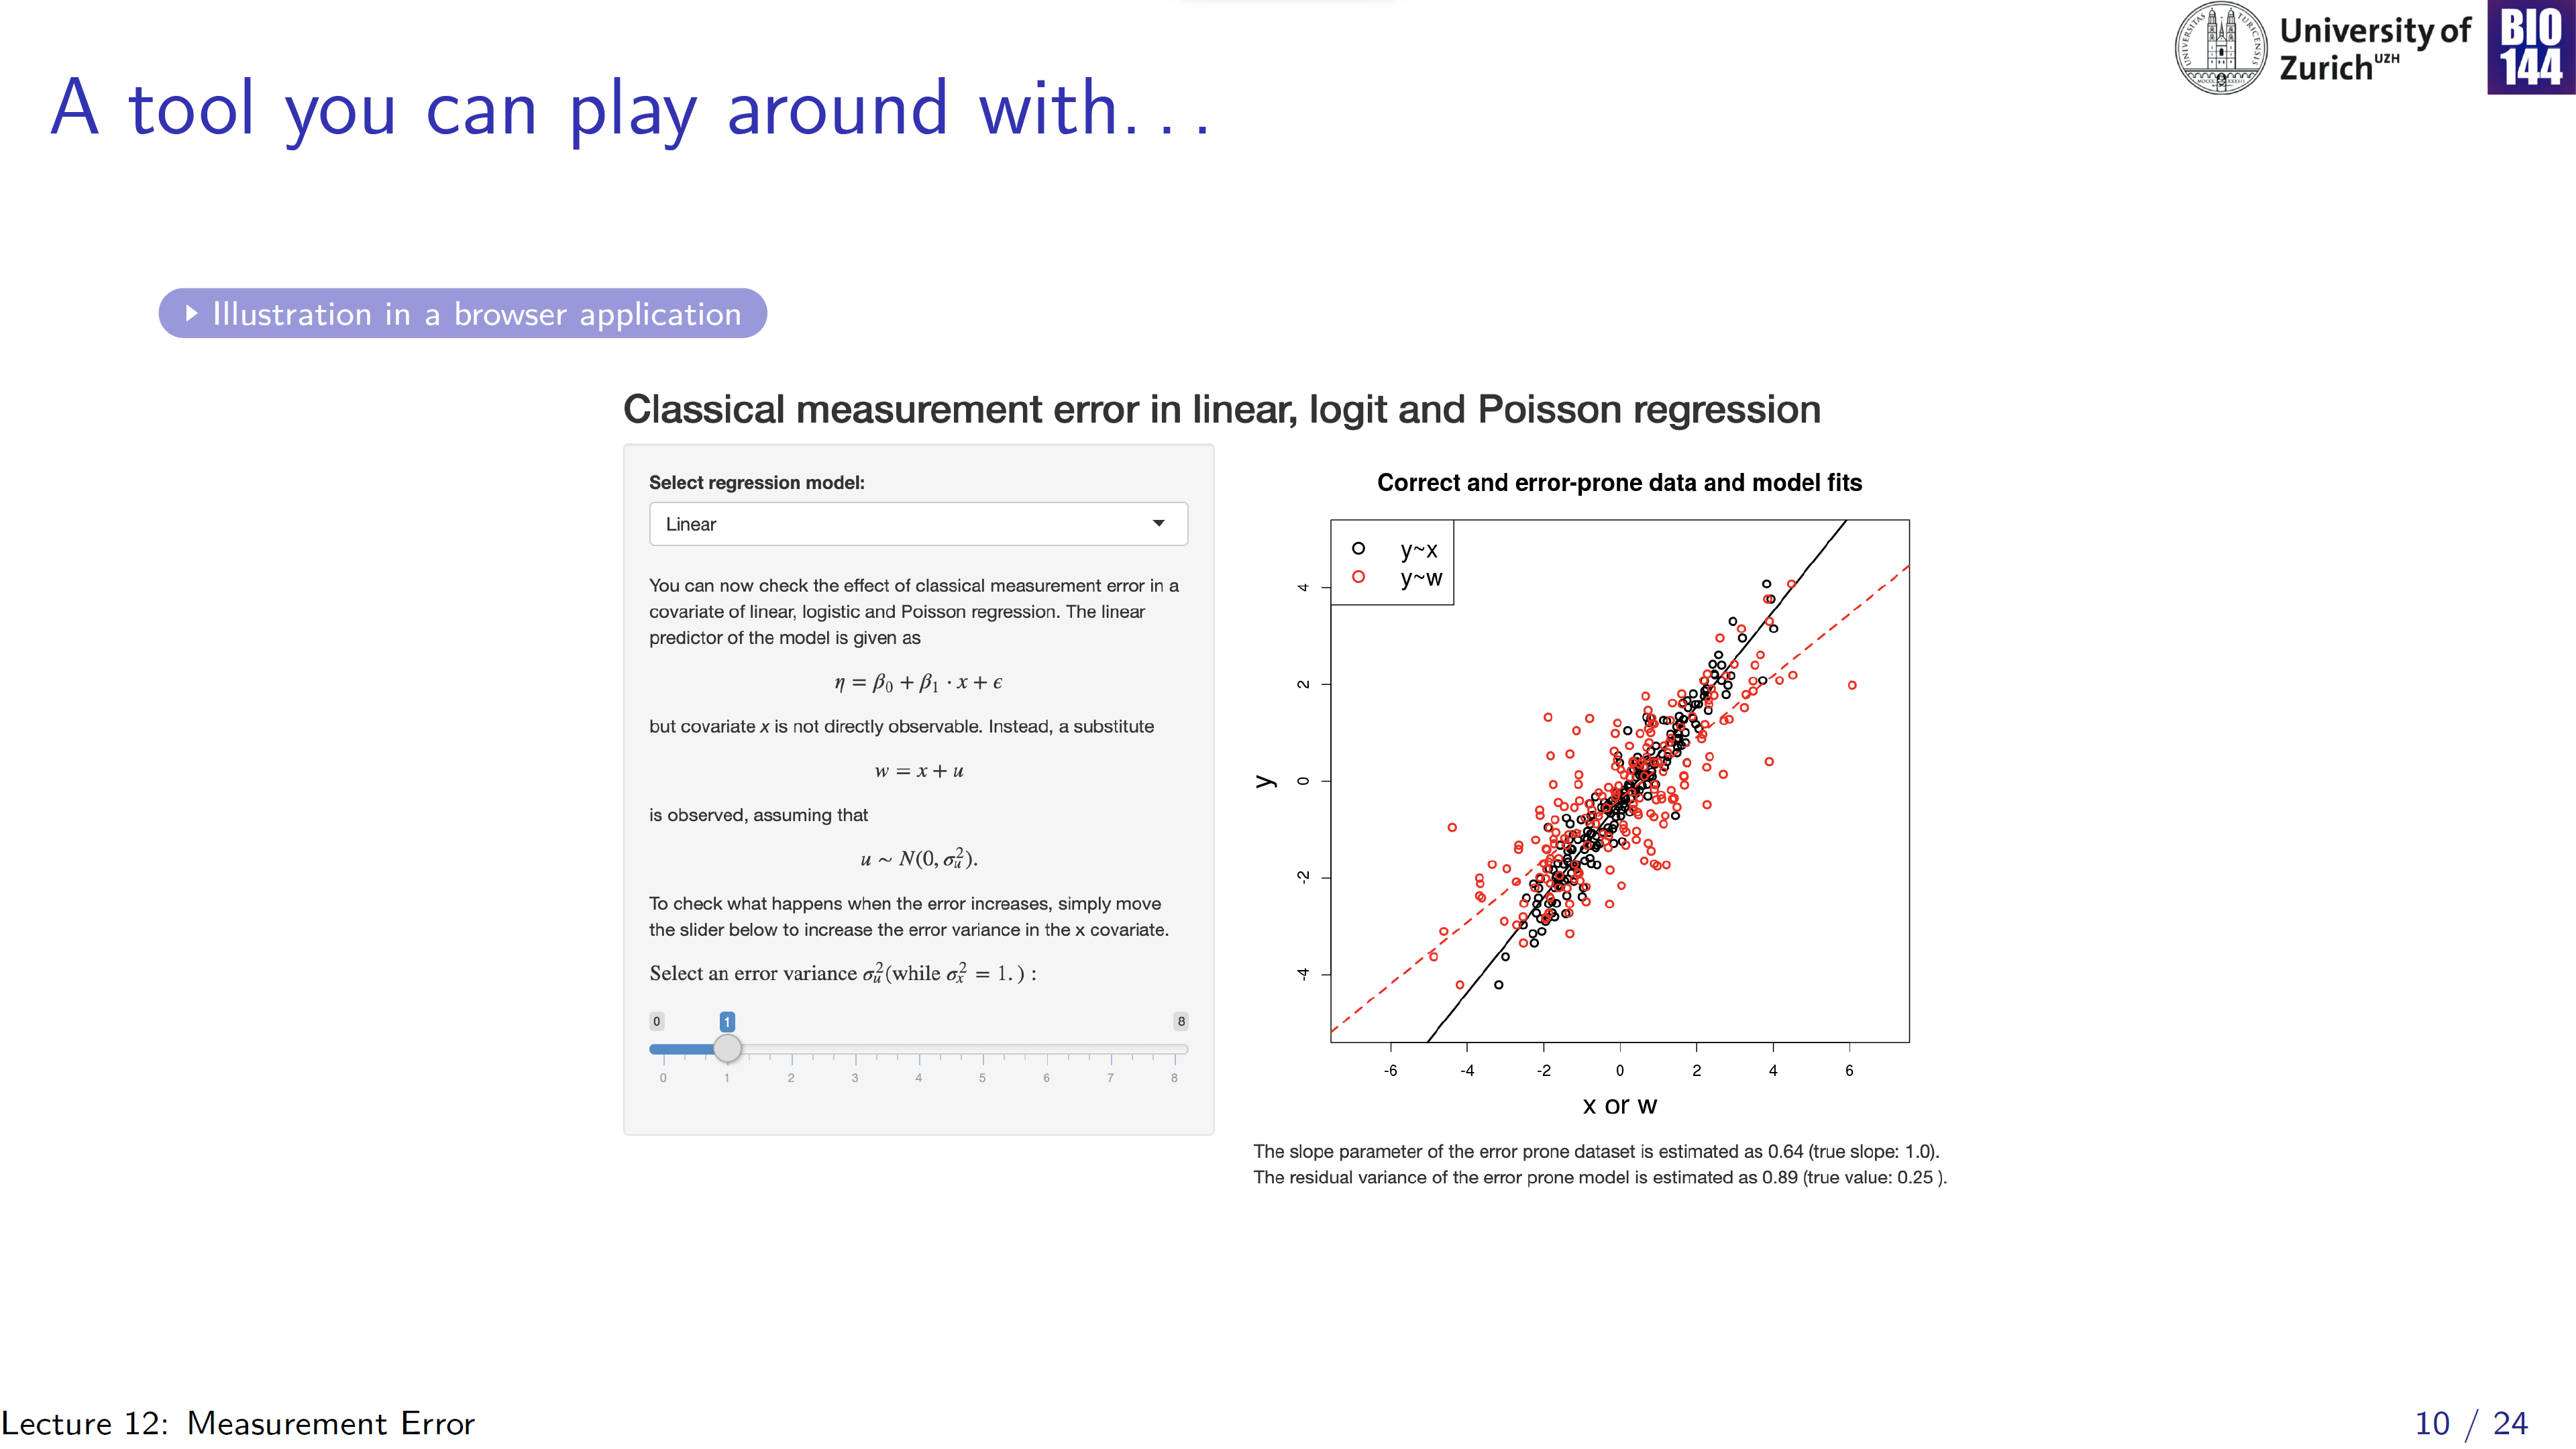 University of
Zurich UZH
BIO
144
A tool you can play around with...
Illustration in a browser application
Classical measurement error in linear, logit and Poisson regression
Select regression model:
Linear
You can now check the effect of classical measurement error in a
covariate of linear, logistic and Poisson regression. The linear
predictor of the model is given as
η = β₀ + β₁ · x + ϵ
but covariate x is not directly observable. Instead, a substitute
w = x + u
is observed, assuming that
u ~ N(0, σ²ᵤ).
To check what happens when the error increases, simply move
the slider below to increase the error variance in the x covariate.
Select an error variance σ²ᵤ(while σ²ₓ = 1. ) :
0 1 8
0 1 2 3 4 5 6 7 8
Correct and error-prone data and model fits
y~x
y~w
4
2
0
-2
-4
y
-6 -4 -2 0 2 4 6
x or w
The slope parameter of the error prone dataset is estimated as 0.64 (true slope: 1.0).
The residual variance of the error prone model is estimated as 0.89 (true value: 0.25 ).
Lecture 12: Measurement Error
10 / 24